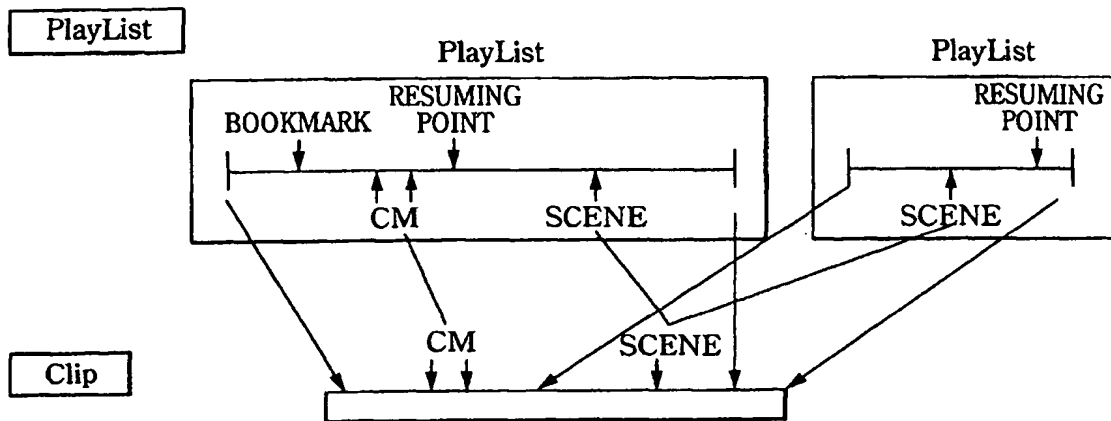 PlayList
PlayList
PlayList
BOOKMARK
RESUMING
POINT
RESUMING
POINT
CM
SCENE
SCENE
CM
SCENE
Clip